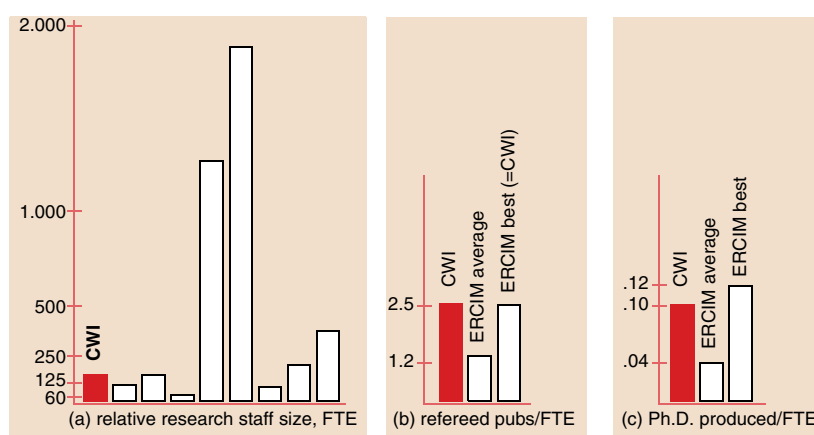 2.000
1.000
500
250
125
60
CWI
(a) relative research staff size, FTE
2.5
1.2
CWI
ERCIM average
ERCIM best (=CWI)
(b) refereed pubs/FTE
.12
.10
.04
CWI
ERCIM average
ERCIM best
(c) Ph.D. produced/FTE